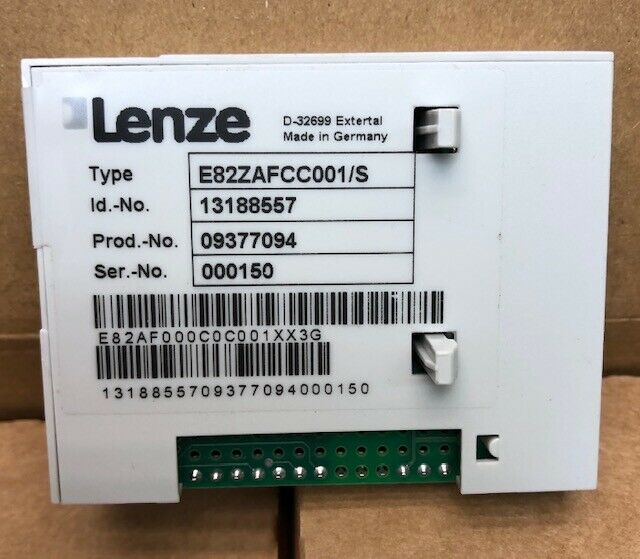 Lenze
D-32699 Extertal
Made in Germany
Type E82ZAFCC001/S
Id.-No. 13188557
Prod.-No. 09377094
Ser.-No. 000150
E82AF000C0C001XX3G
1318855709377094000150